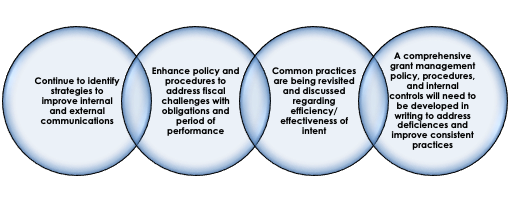 Continue to identify
strategies to
improve internal
and external
communications
Enhance policy and
procedures to
address fiscal
challenges with
obligations and
period of
performance
Common practices
are being revisited
and discussed
regarding
efficiency/
effectiveness of
intent
A comprehensive
grant management
policy, procedures,
and internal
controls will need to
be developed in
writing to address
deficiences and
improve consistent
practices